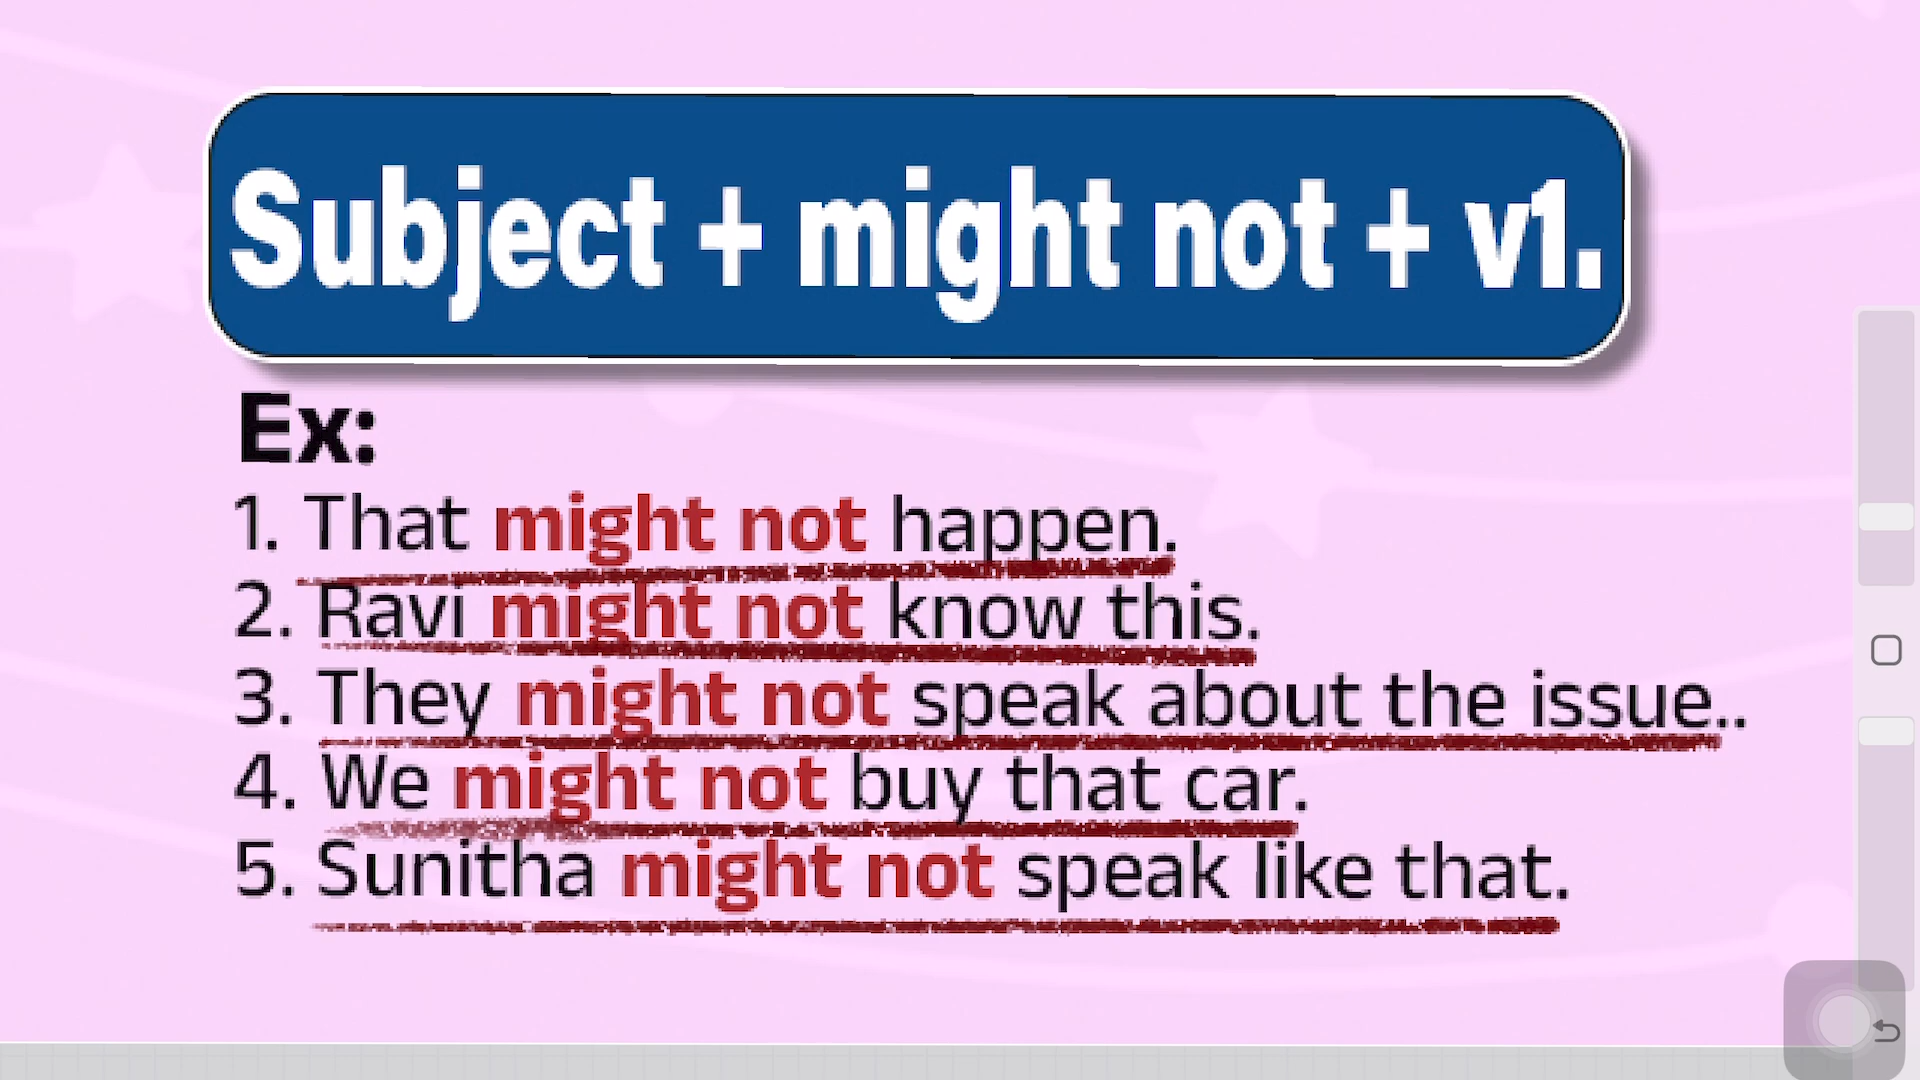 Subject + might not + v1.
Ex:
1. That might not happen.
2. Ravi might not know this.
3. They might not speak about the issue..
4. We might not buy that car.
5. Sunitha might not speak like that.